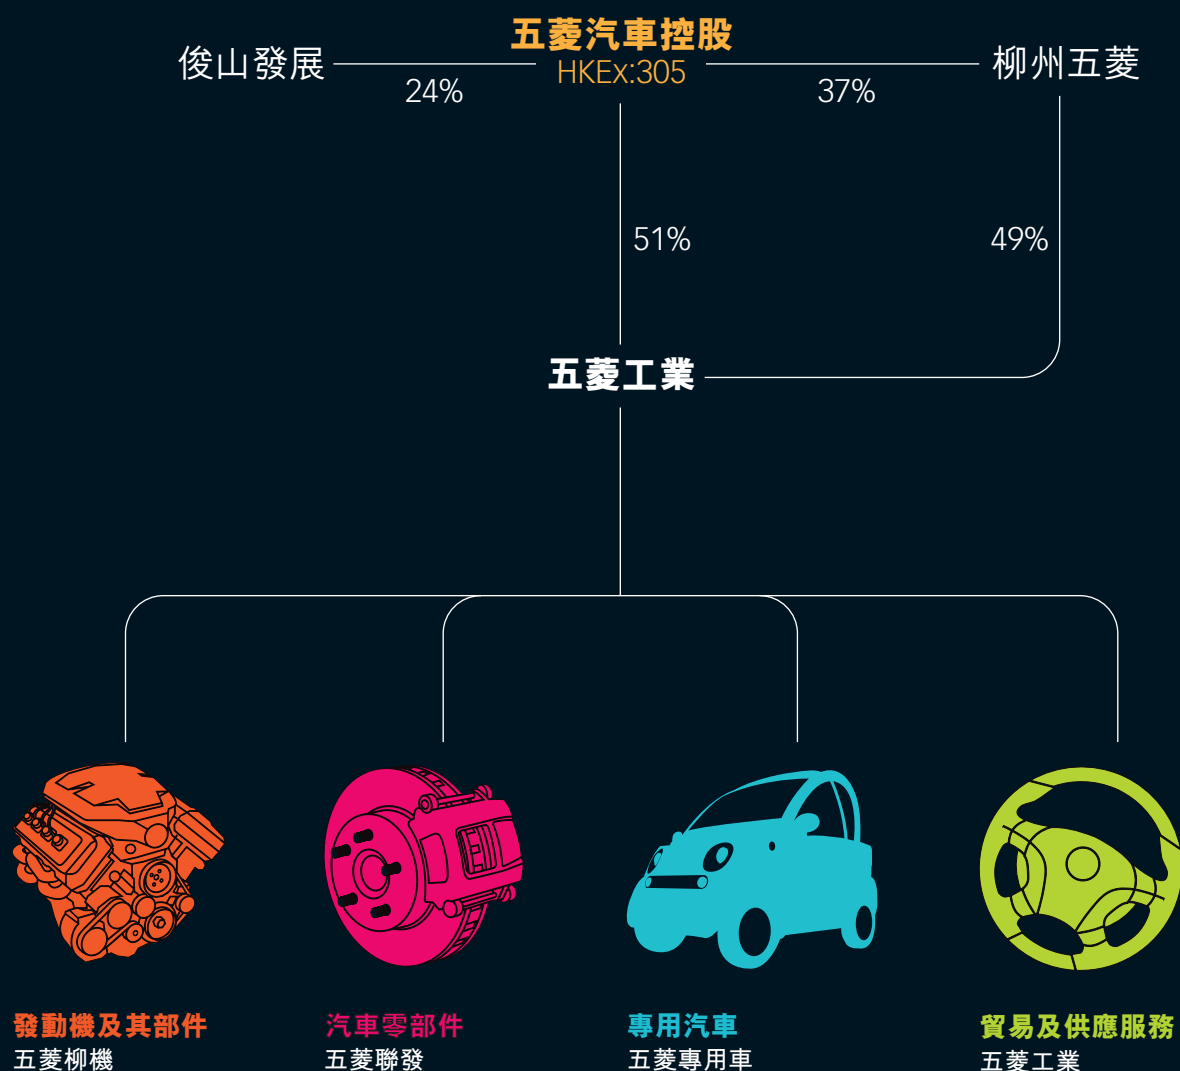 五菱汽車控股
HKEx:305
俊山發展
柳州五菱
24%
37%
51%
49%
五菱工業
發動機及其部件
五菱柳機
汽車零部件
五菱聯發
專用汽車
五菱專用車
貿易及供應服務
五菱工業